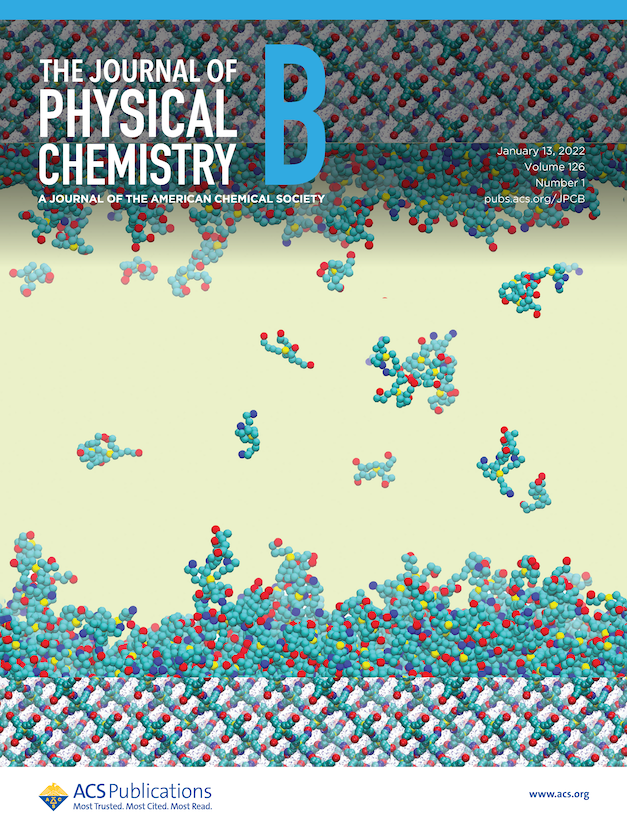 THE JOURNAL OF
PHYSICAL
CHEMISTRY
B
A JOURNAL OF THE AMERICAN CHEMICAL SOCIETY
January 13, 2022
Volume 126
Number 1
pubs.acs.org/JPCB
ACS Publications
Most Trusted. Most Cited. Most Read.
www.acs.org